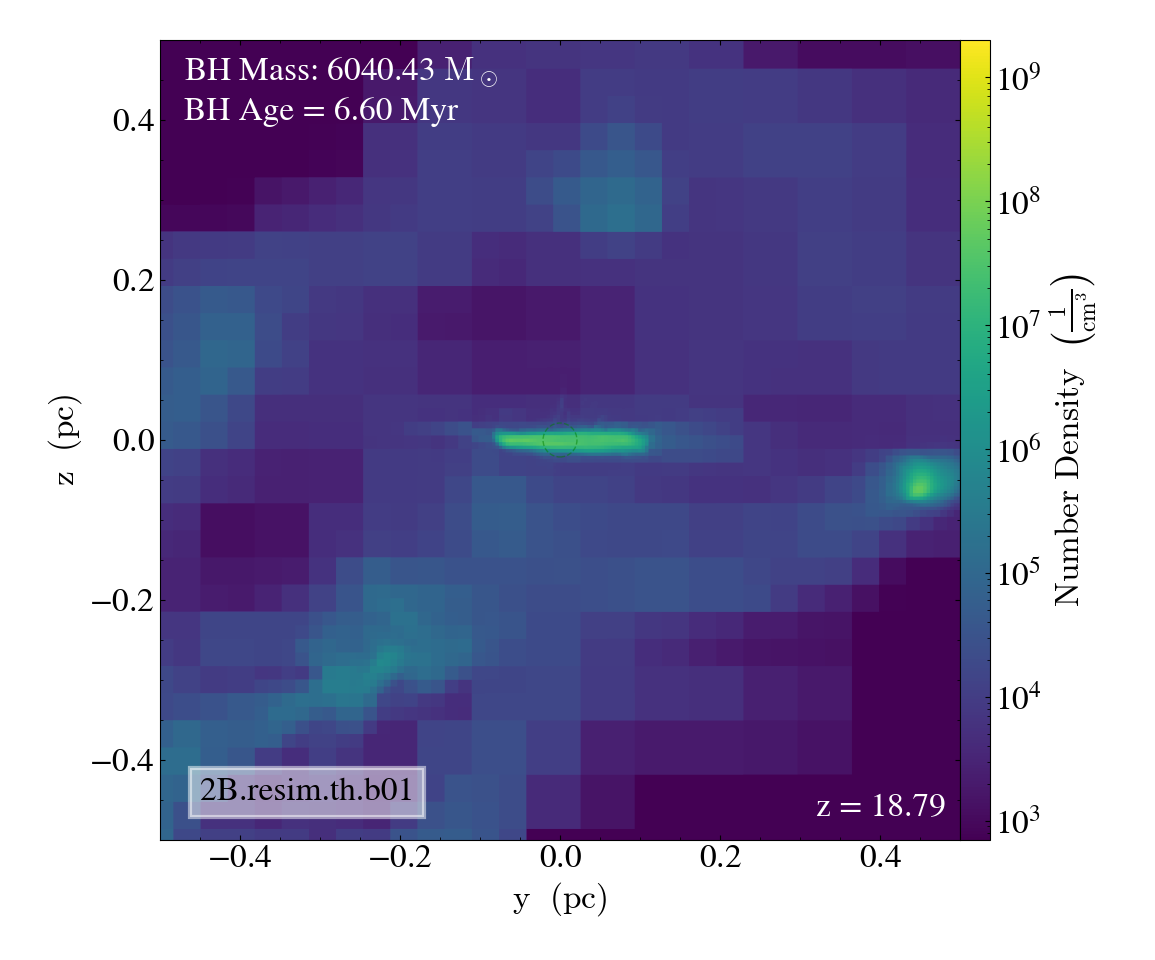 BH Mass: 6040.43 M⊙
BH Age = 6.60 Myr
2B.resim.th.b01
z = 18.79
0.4
0.2
0.0
−0.2
−0.4
z (pc)
−0.4
−0.2
0.0
0.2
0.4
y (pc)
10⁹
10⁸
10⁷
10⁶
10⁵
10⁴
10³
Number Density (1/cm³)